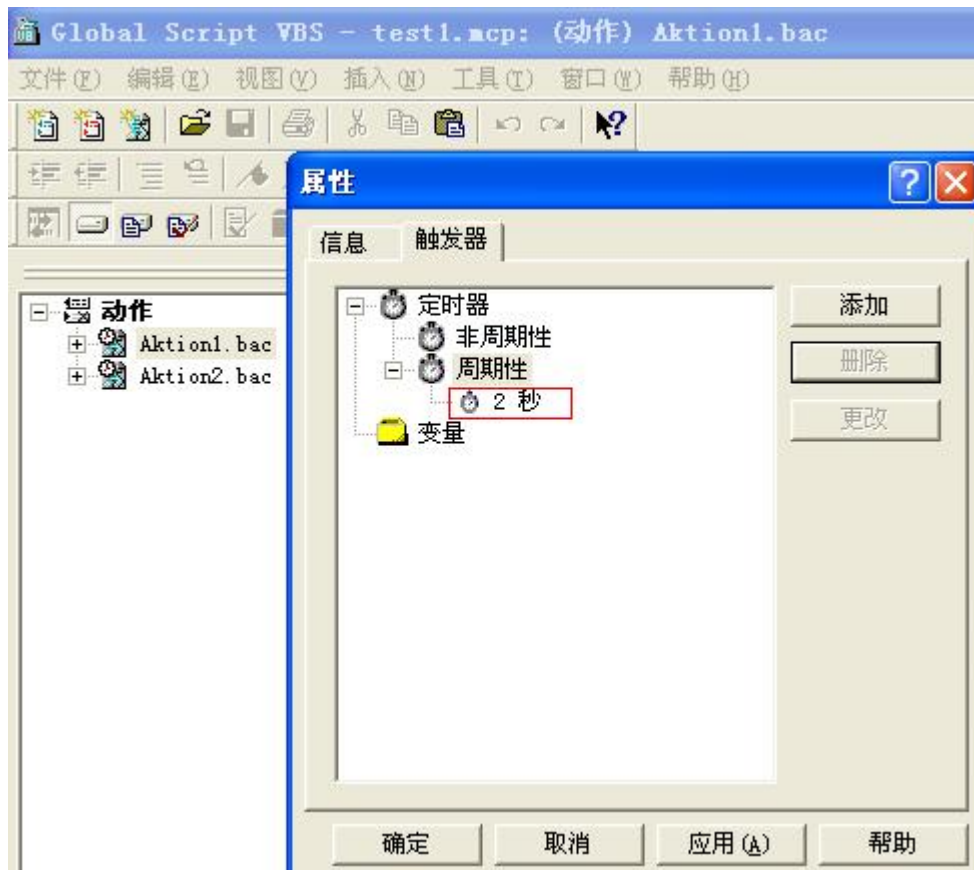 Global Script VBS - test1.mcp: (动作) Aktion1.bac
文件(F) 编辑(E) 视图(V) 插入(N) 工具(T) 窗口(W) 帮助(H)
属性
信息 触发器
动作
Aktion1.bac
Aktion2.bac
定时器
非周期性
周期性
2 秒
变量
添加
删除
更改
确定 取消 应用(A) 帮助